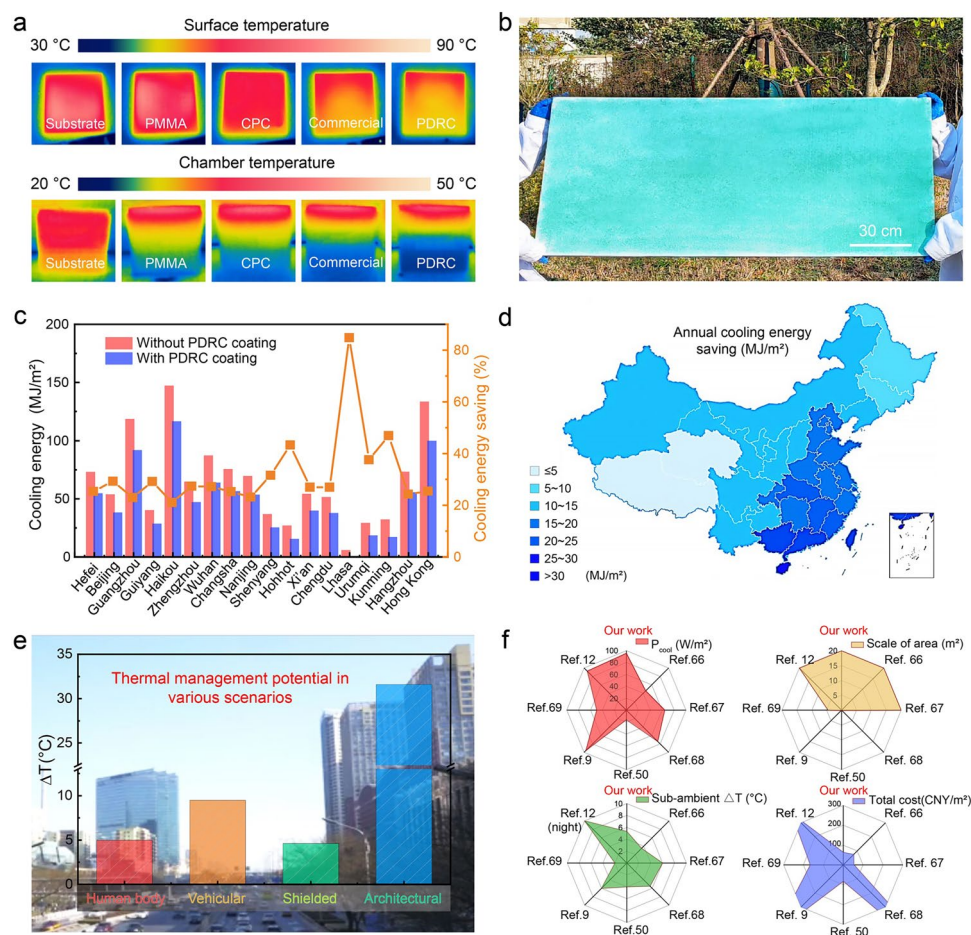 a
Surface temperature
30 °C 90 °C
Substrate PMMA CPC Commercial PDRC
Chamber temperature
20 °C 50 °C
Substrate PMMA CPC Commercial PDRC
b
30 cm
c
Without PDRC coating
With PDRC coating
Cooling energy (MJ/m²)
200
150
100
50
0
Cooling energy saving (%)
80
60
40
20
0
Hefei
Beijing
Guangzhou
Guiyang
Haikou
Zhengzhou
Wuhan
Changsha
Nanjing
Shenyang
Hohhot
Xi'an
Chengdu
Lhasa
Urumqi
Kunming
Hangzhou
Hong Kong
d
Annual cooling energy
saving (MJ/m²)
≤5
5~10
10~15
15~20
20~25
25~30
>30 (MJ/m²)
e
Thermal management potential in
various scenarios
ΔT(°C)
35
30
25
10
5
0
Human body Vehicular Shielded Architectural
f
Our work
P cool (W/m²)
100
80
60
40
20
Ref. 12
Ref. 66
Ref.69
Ref.67
Ref.9
Ref.68
Ref.50
Our work
Scale of area (m²)
20
15
10
5
0
Ref. 12
Ref. 66
Ref. 69
Ref. 67
Ref.9
Ref.68
Ref.50
Our work
Sub-ambient △T (°C)
10
8
6
4
2
0
Ref. 12
(night)
Ref. 66
Ref.69
Ref.67
Ref.9
Ref.68
Ref.50
Our work
Total cost(CNY/m²)
300
200
100
0
Ref. 12
Ref. 66
Ref. 69
Ref. 67
Ref. 9
Ref. 68
Ref. 50